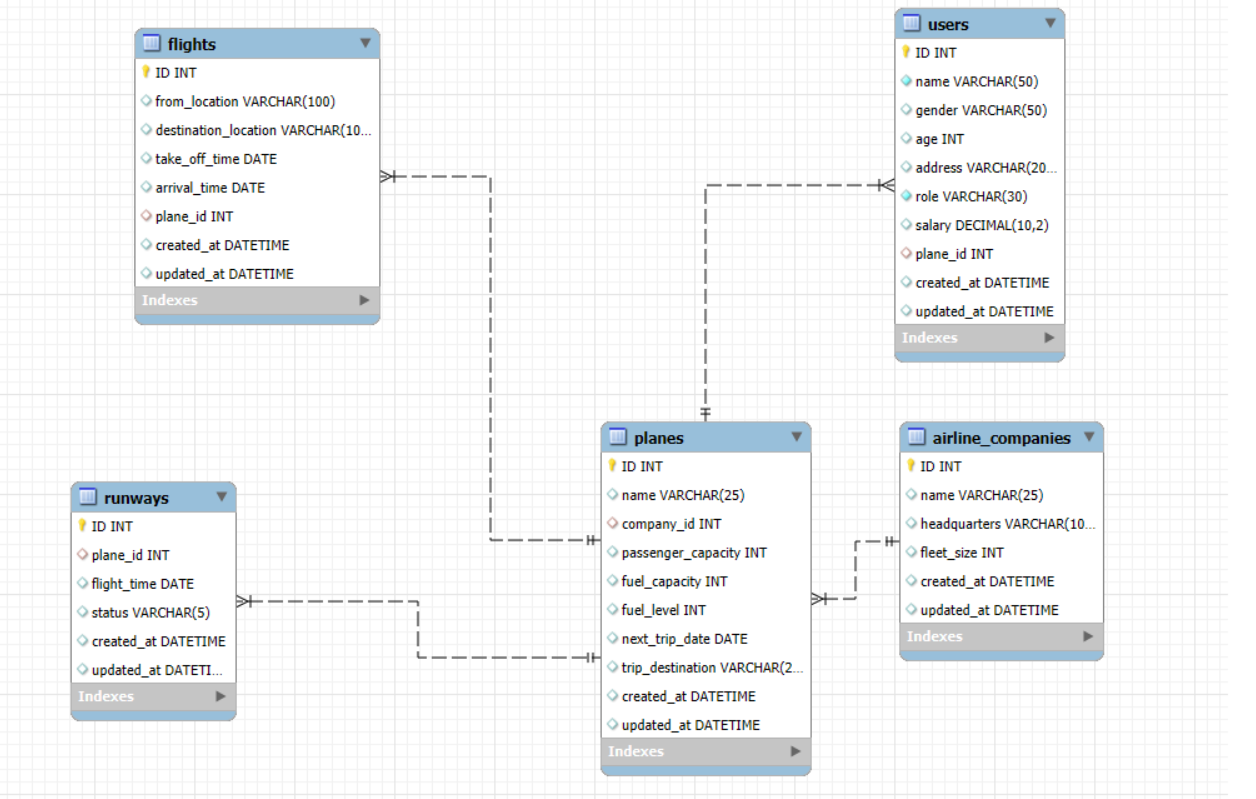 flights
ID INT
from_location VARCHAR(100)
destination_location VARCHAR(10...
take_off_time DATE
arrival_time DATE
plane_id INT
created_at DATETIME
updated_at DATETIME
Indexes
users
ID INT
name VARCHAR(50)
gender VARCHAR(50)
age INT
address VARCHAR(20...
role VARCHAR(30)
salary DECIMAL(10,2)
plane_id INT
created_at DATETIME
updated_at DATETIME
Indexes
runways
ID INT
plane_id INT
flight_time DATE
status VARCHAR(5)
created_at DATETIME
updated_at DATETI...
Indexes
planes
ID INT
name VARCHAR(25)
company_id INT
passenger_capacity INT
fuel_capacity INT
fuel_level INT
next_trip_date DATE
trip_destination VARCHAR(2...
created_at DATETIME
updated_at DATETIME
Indexes
airline_companies
ID INT
name VARCHAR(25)
headquarters VARCHAR(10...
fleet_size INT
created_at DATETIME
updated_at DATETIME
Indexes